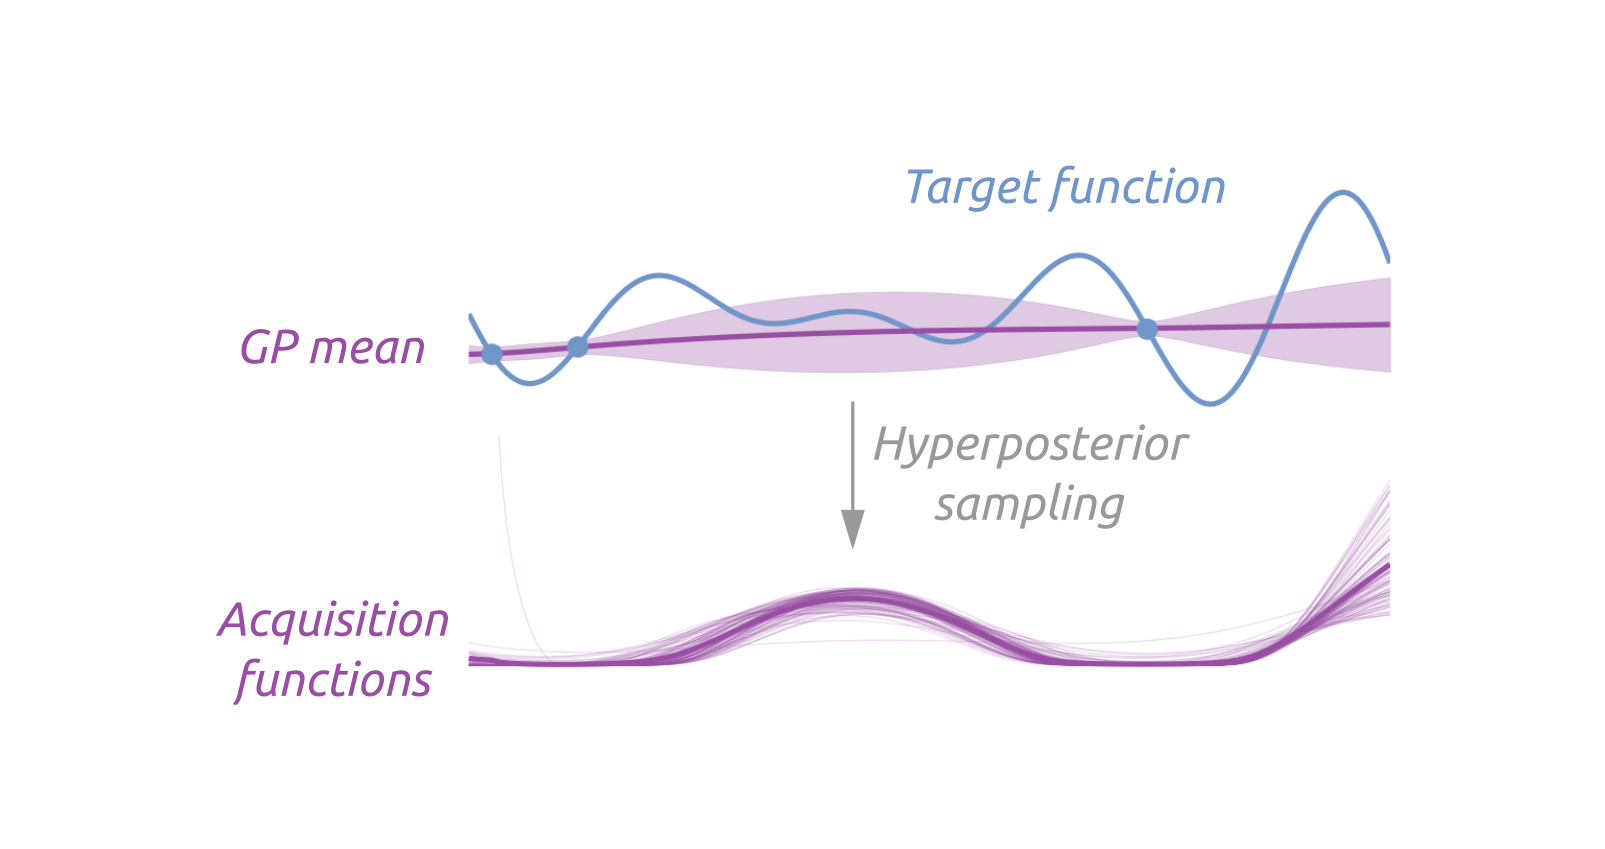 Target function
GP mean
Hyperposterior
sampling
Acquisition
functions